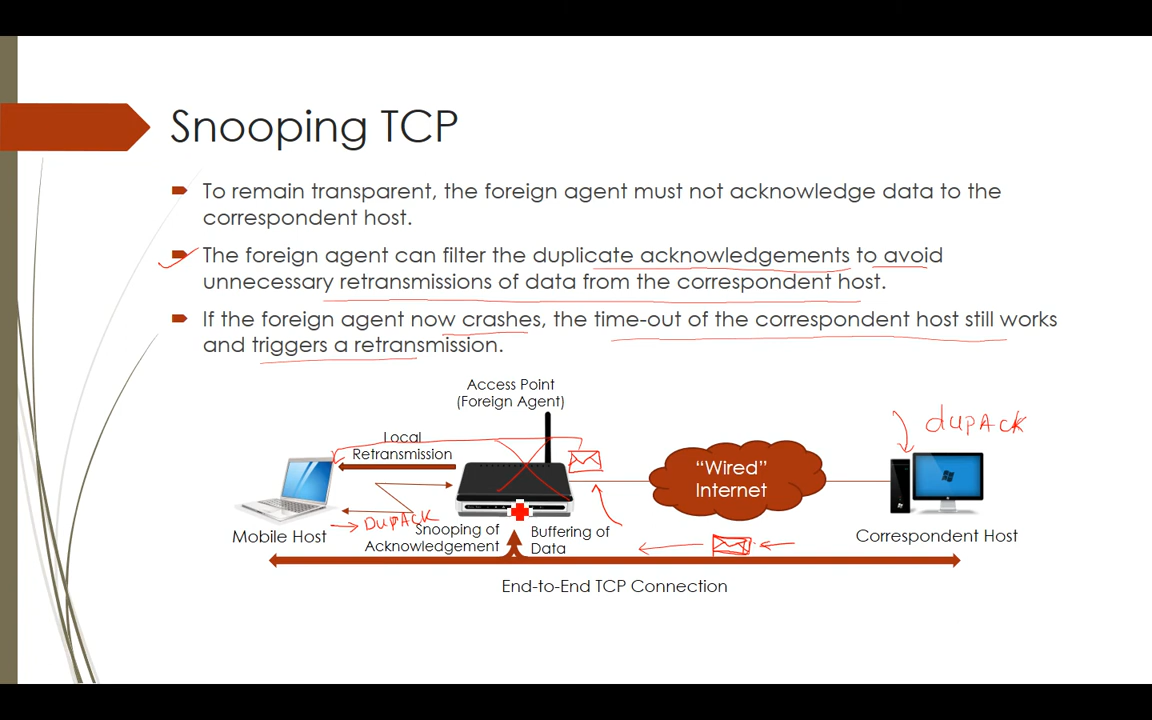 Snooping TCP
To remain transparent, the foreign agent must not acknowledge data to the
correspondent host.
The foreign agent can filter the duplicate acknowledgements to avoid
unnecessary retransmissions of data from the correspondent host.
If the foreign agent now crashes, the time-out of the correspondent host still works
and triggers a retransmission.
Access Point
(Foreign Agent)
dupAck
Local
Retransmission
"Wired"
Internet
DupAck
Mobile Host
Snooping of
Acknowledgement
Buffering of
Data
Correspondent Host
End-to-End TCP Connection